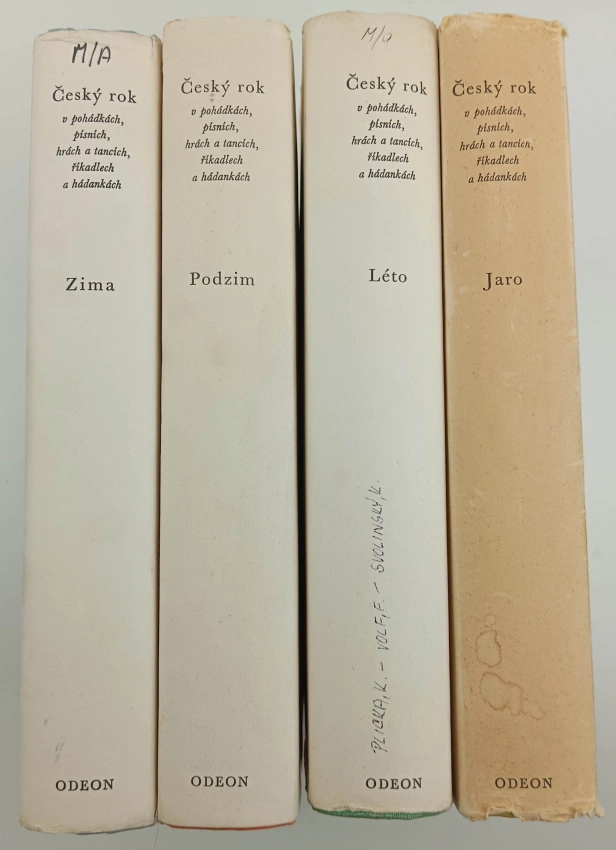 M/A
Český rok
v pohádkách,
písních,
hrách a tancích,
říkadlech
a hádankách
Zima
ODEON
Český rok
v pohádkách,
písních,
hrách a tancích,
říkadlech
a hádankách
Podzim
ODEON
M/a
Český rok
v pohádkách,
písních,
hrách a tancích,
říkadlech
a hádankách
Léto
PLICKA, K. – VOLF, F. – SVOLINSKÝ, K.
ODEON
Český rok
v pohádkách,
písních,
hrách a tancích,
říkadlech
a hádankách
Jaro
ODEON